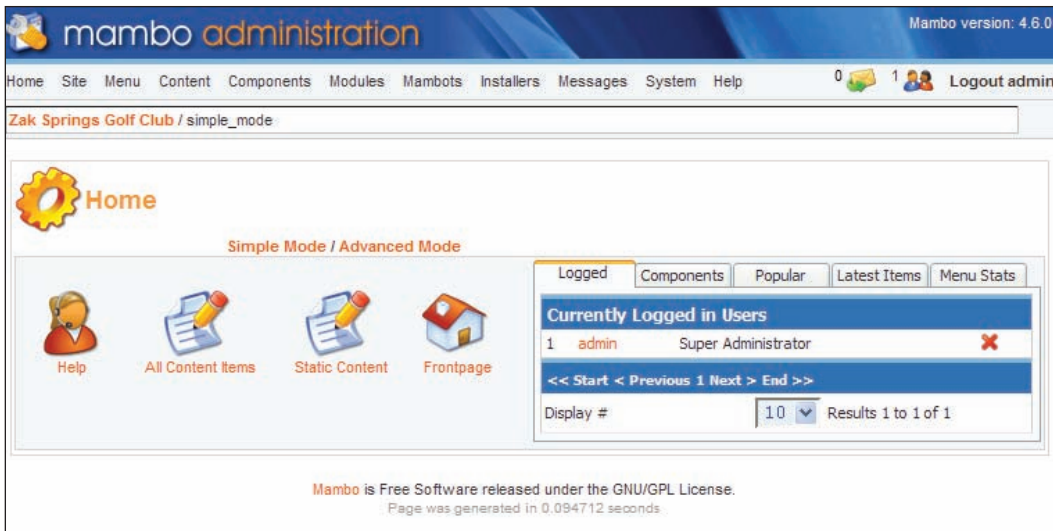 mambo administration
Mambo version: 4.6.0
Home Site Menu Content Components Modules Mambots Installers Messages System Help 0 1 Logout admin
Zak Springs Golf Club / simple_mode
Home
Simple Mode / Advanced Mode
Help
All Content Items
Static Content
Frontpage
Logged Components Popular Latest Items Menu Stats
Currently Logged in Users
1 admin Super Administrator
<< Start < Previous 1 Next > End >>
Display # 10 Results 1 to 1 of 1
Mambo is Free Software released under the GNU/GPL License.
Page was generated in 0.094712 seconds